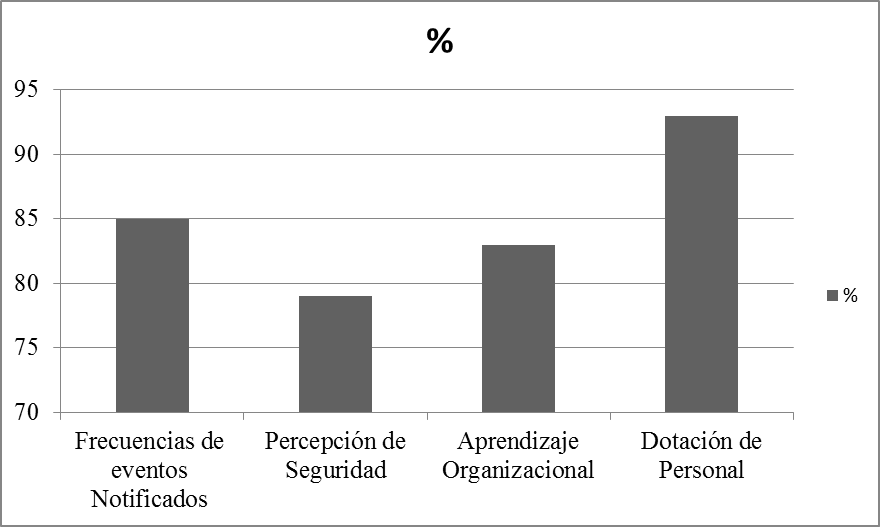 %
95
90
85
80
75
70
Frecuencias de
eventos
Notificados
Percepción de
Seguridad
Aprendizaje
Organizacional
Dotación de
Personal
%